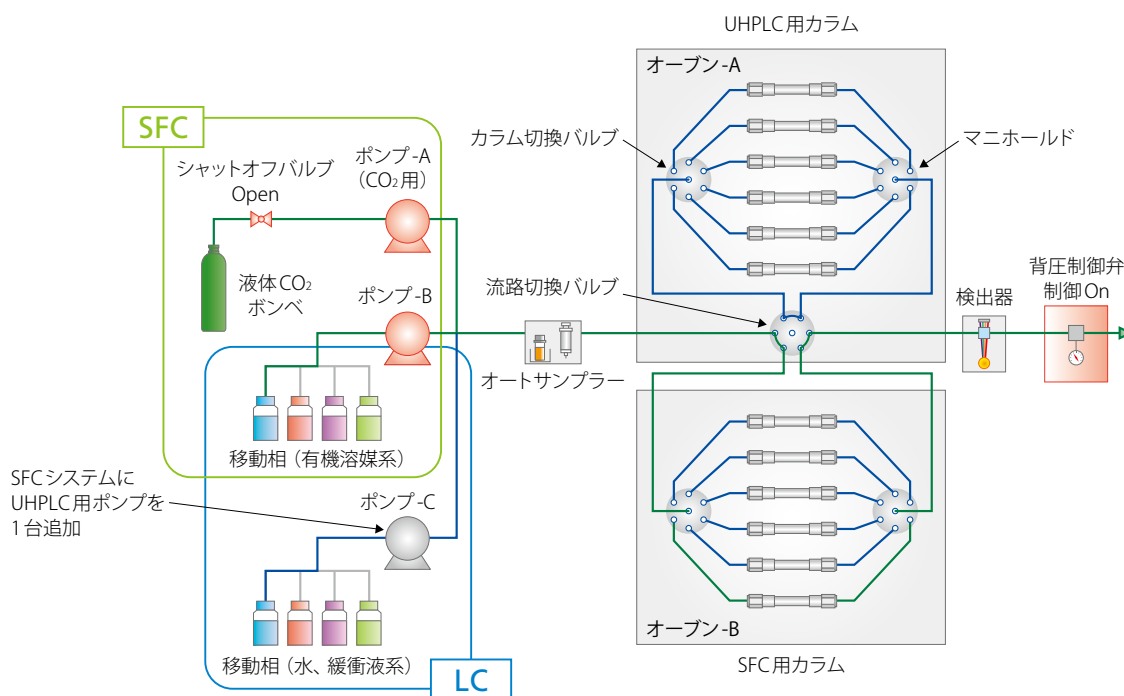 UHPLC用カラム
オーブン-A
SFC
カラム切換バルブ
マニホールド
シャットオフバルブ
Open
ポンプ-A
（CO₂用）
液体CO₂
ボンベ
ポンプ-B
流路切換バルブ
検出器
背圧制御弁
制御On
オートサンプラー
移動相（有機溶媒系）
SFCシステムに
UHPLC用ポンプを
1台追加
ポンプ-C
移動相（水、緩衝液系）
LC
オーブン-B
SFC用カラム